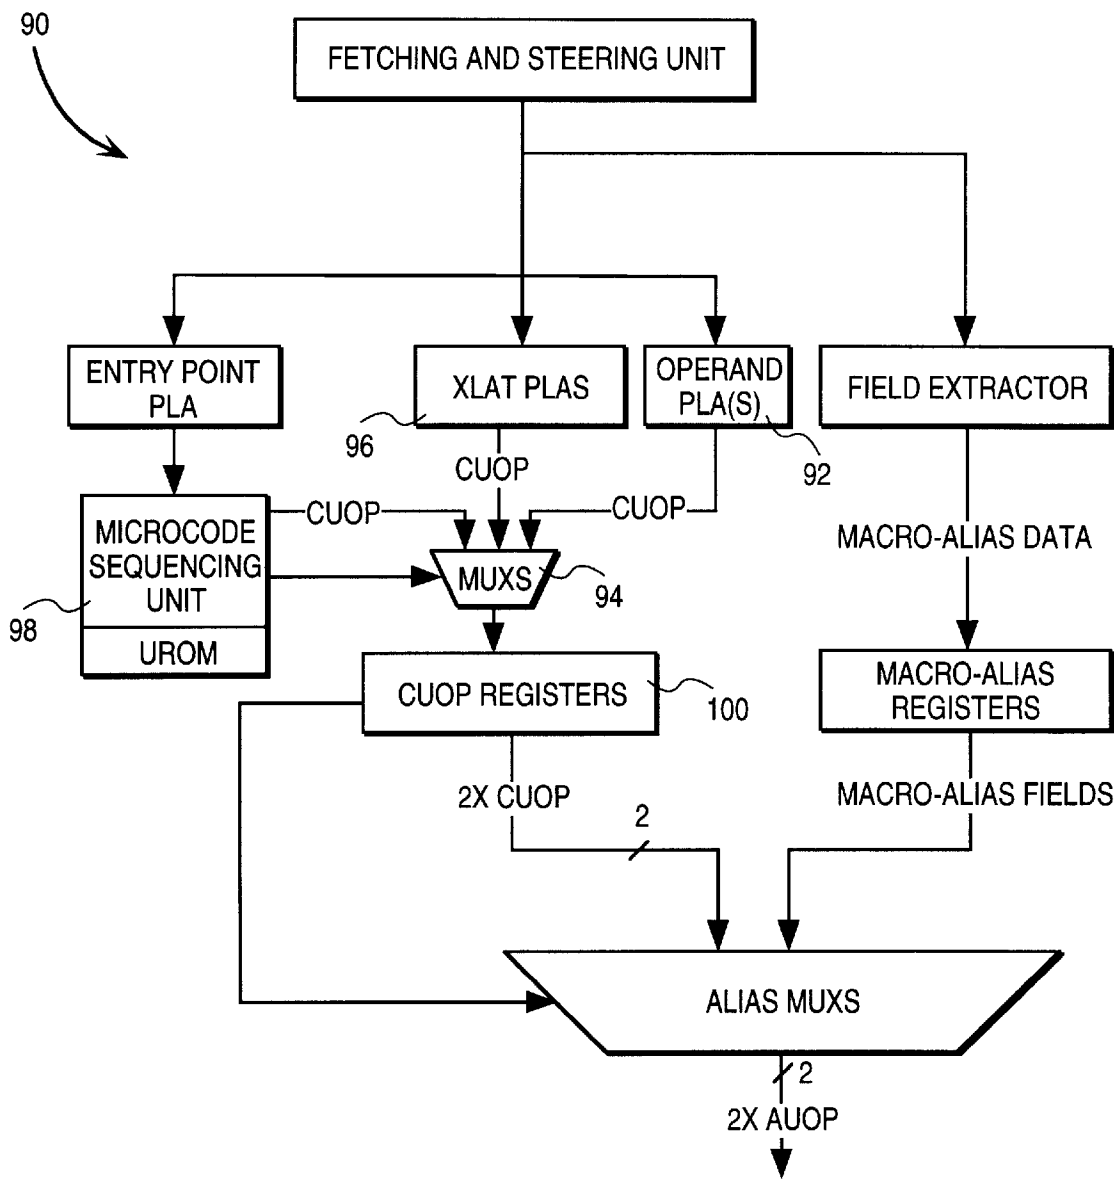 90
FETCHING AND STEERING UNIT
ENTRY POINT
PLA
XLAT PLAS
OPERAND
PLA(S)
FIELD EXTRACTOR
96
92
CUOP
CUOP
CUOP
MICROCODE
SEQUENCING
UNIT
UROM
98
MUXS
94
MACRO-ALIAS DATA
CUOP REGISTERS
100
MACRO-ALIAS
REGISTERS
2X CUOP
2
MACRO-ALIAS FIELDS
ALIAS MUXS
2
2X AUOP